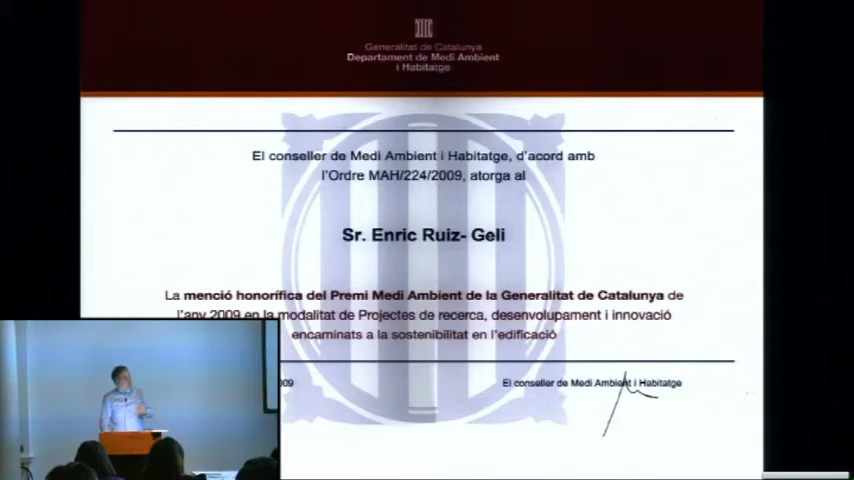 Generalitat de Catalunya
Departament de Medi Ambient
i Habitatge
El conseller de Medi Ambient i Habitatge, d'acord amb
l'Ordre MAH/224/2009, atorga al
Sr. Enric Ruiz- Geli
La menció honorífica del Premi Medi Ambient de la Generalitat de Catalunya de
l'any 2009 en la modalitat de Projectes de recerca, desenvolupament i innovació
encaminats a la sostenibilitat en l'edificació
009
El conseller de Medi Ambient i Habitatge